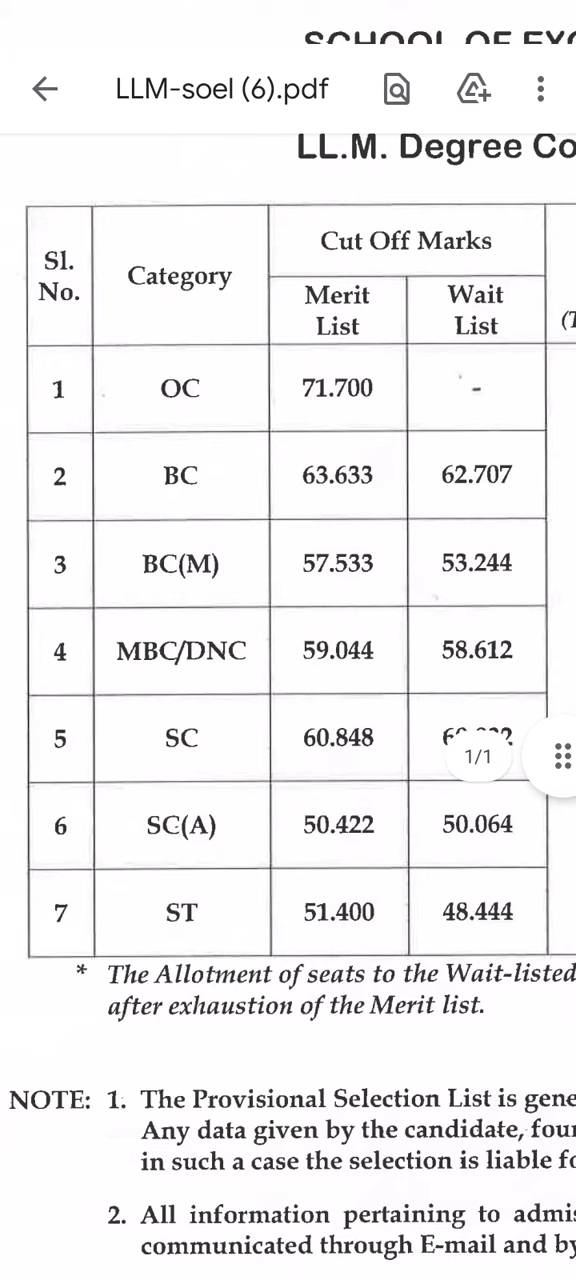 LLM-soel (6).pdf
LL.M. Degree Co
Sl. No. Category Cut Off Marks
Merit List Wait List (T
1 OC 71.700 -
2 BC 63.633 62.707
3 BC(M) 57.533 53.244
4 MBC/DNC 59.044 58.612
5 SC 60.848
1/1
6 SC(A) 50.422 50.064
7 ST 51.400 48.444
* The Allotment of seats to the Wait-listed
after exhaustion of the Merit list.
NOTE: 1. The Provisional Selection List is gene
Any data given by the candidate, four
in such a case the selection is liable fo
2. All information pertaining to admis
communicated through E-mail and by